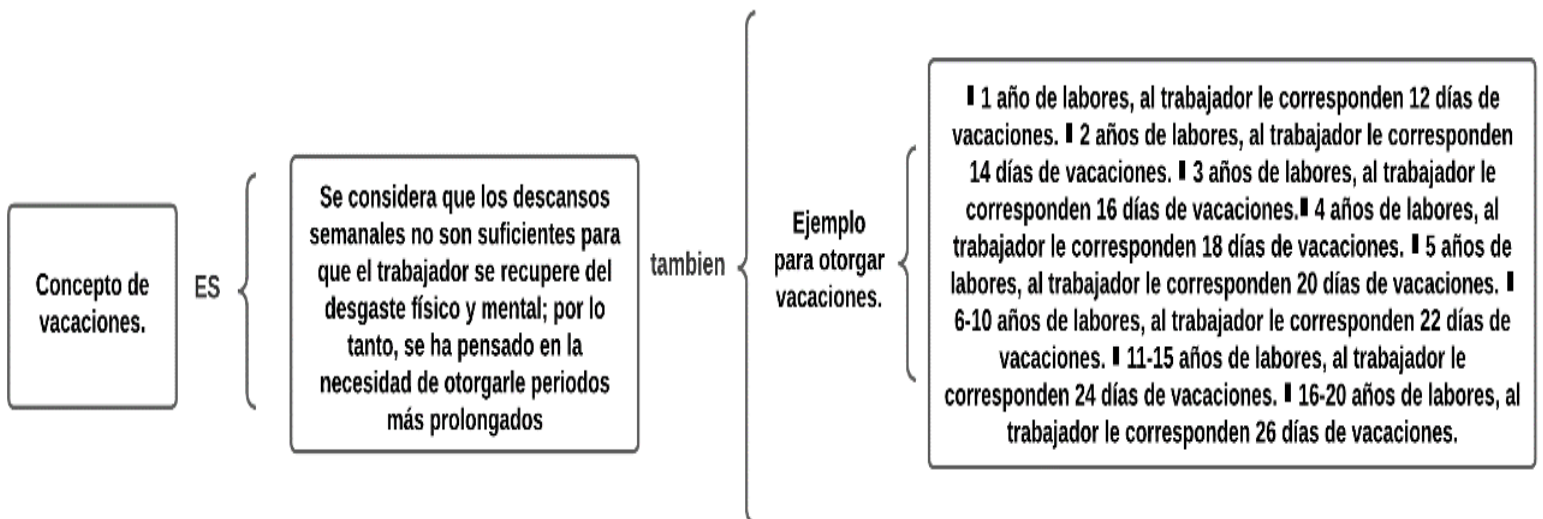 Concepto de
vacaciones.
ES
Se considera que los descansos
semanales no son suficientes para
que el trabajador se recupere del
desgaste físico y mental; por lo
tanto, se ha pensado en la
necesidad de otorgarle periodos
más prolongados
tambien
Ejemplo
para otorgar
vacaciones.
▮ 1 año de labores, al trabajador le corresponden 12 días de
vacaciones. ▮ 2 años de labores, al trabajador le corresponden
14 días de vacaciones. ▮ 3 años de labores, al trabajador le
corresponden 16 días de vacaciones.▮ 4 años de labores, al
trabajador le corresponden 18 días de vacaciones. ▮ 5 años de
labores, al trabajador le corresponden 20 días de vacaciones. ▮
6-10 años de labores, al trabajador le corresponden 22 días de
vacaciones. ▮ 11-15 años de labores, al trabajador le
corresponden 24 días de vacaciones. ▮ 16-20 años de labores, al
trabajador le corresponden 26 días de vacaciones.